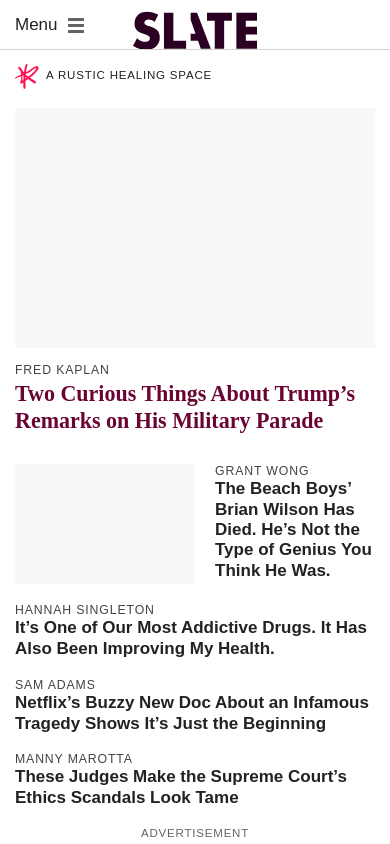 Menu
SLATE
A RUSTIC HEALING SPACE
FRED KAPLAN
Two Curious Things About Trump’s
Remarks on His Military Parade
GRANT WONG
The Beach Boys’
Brian Wilson Has
Died. He’s Not the
Type of Genius You
Think He Was.
HANNAH SINGLETON
It’s One of Our Most Addictive Drugs. It Has
Also Been Improving My Health.
SAM ADAMS
Netflix’s Buzzy New Doc About an Infamous
Tragedy Shows It’s Just the Beginning
MANNY MAROTTA
These Judges Make the Supreme Court’s
Ethics Scandals Look Tame
ADVERTISEMENT